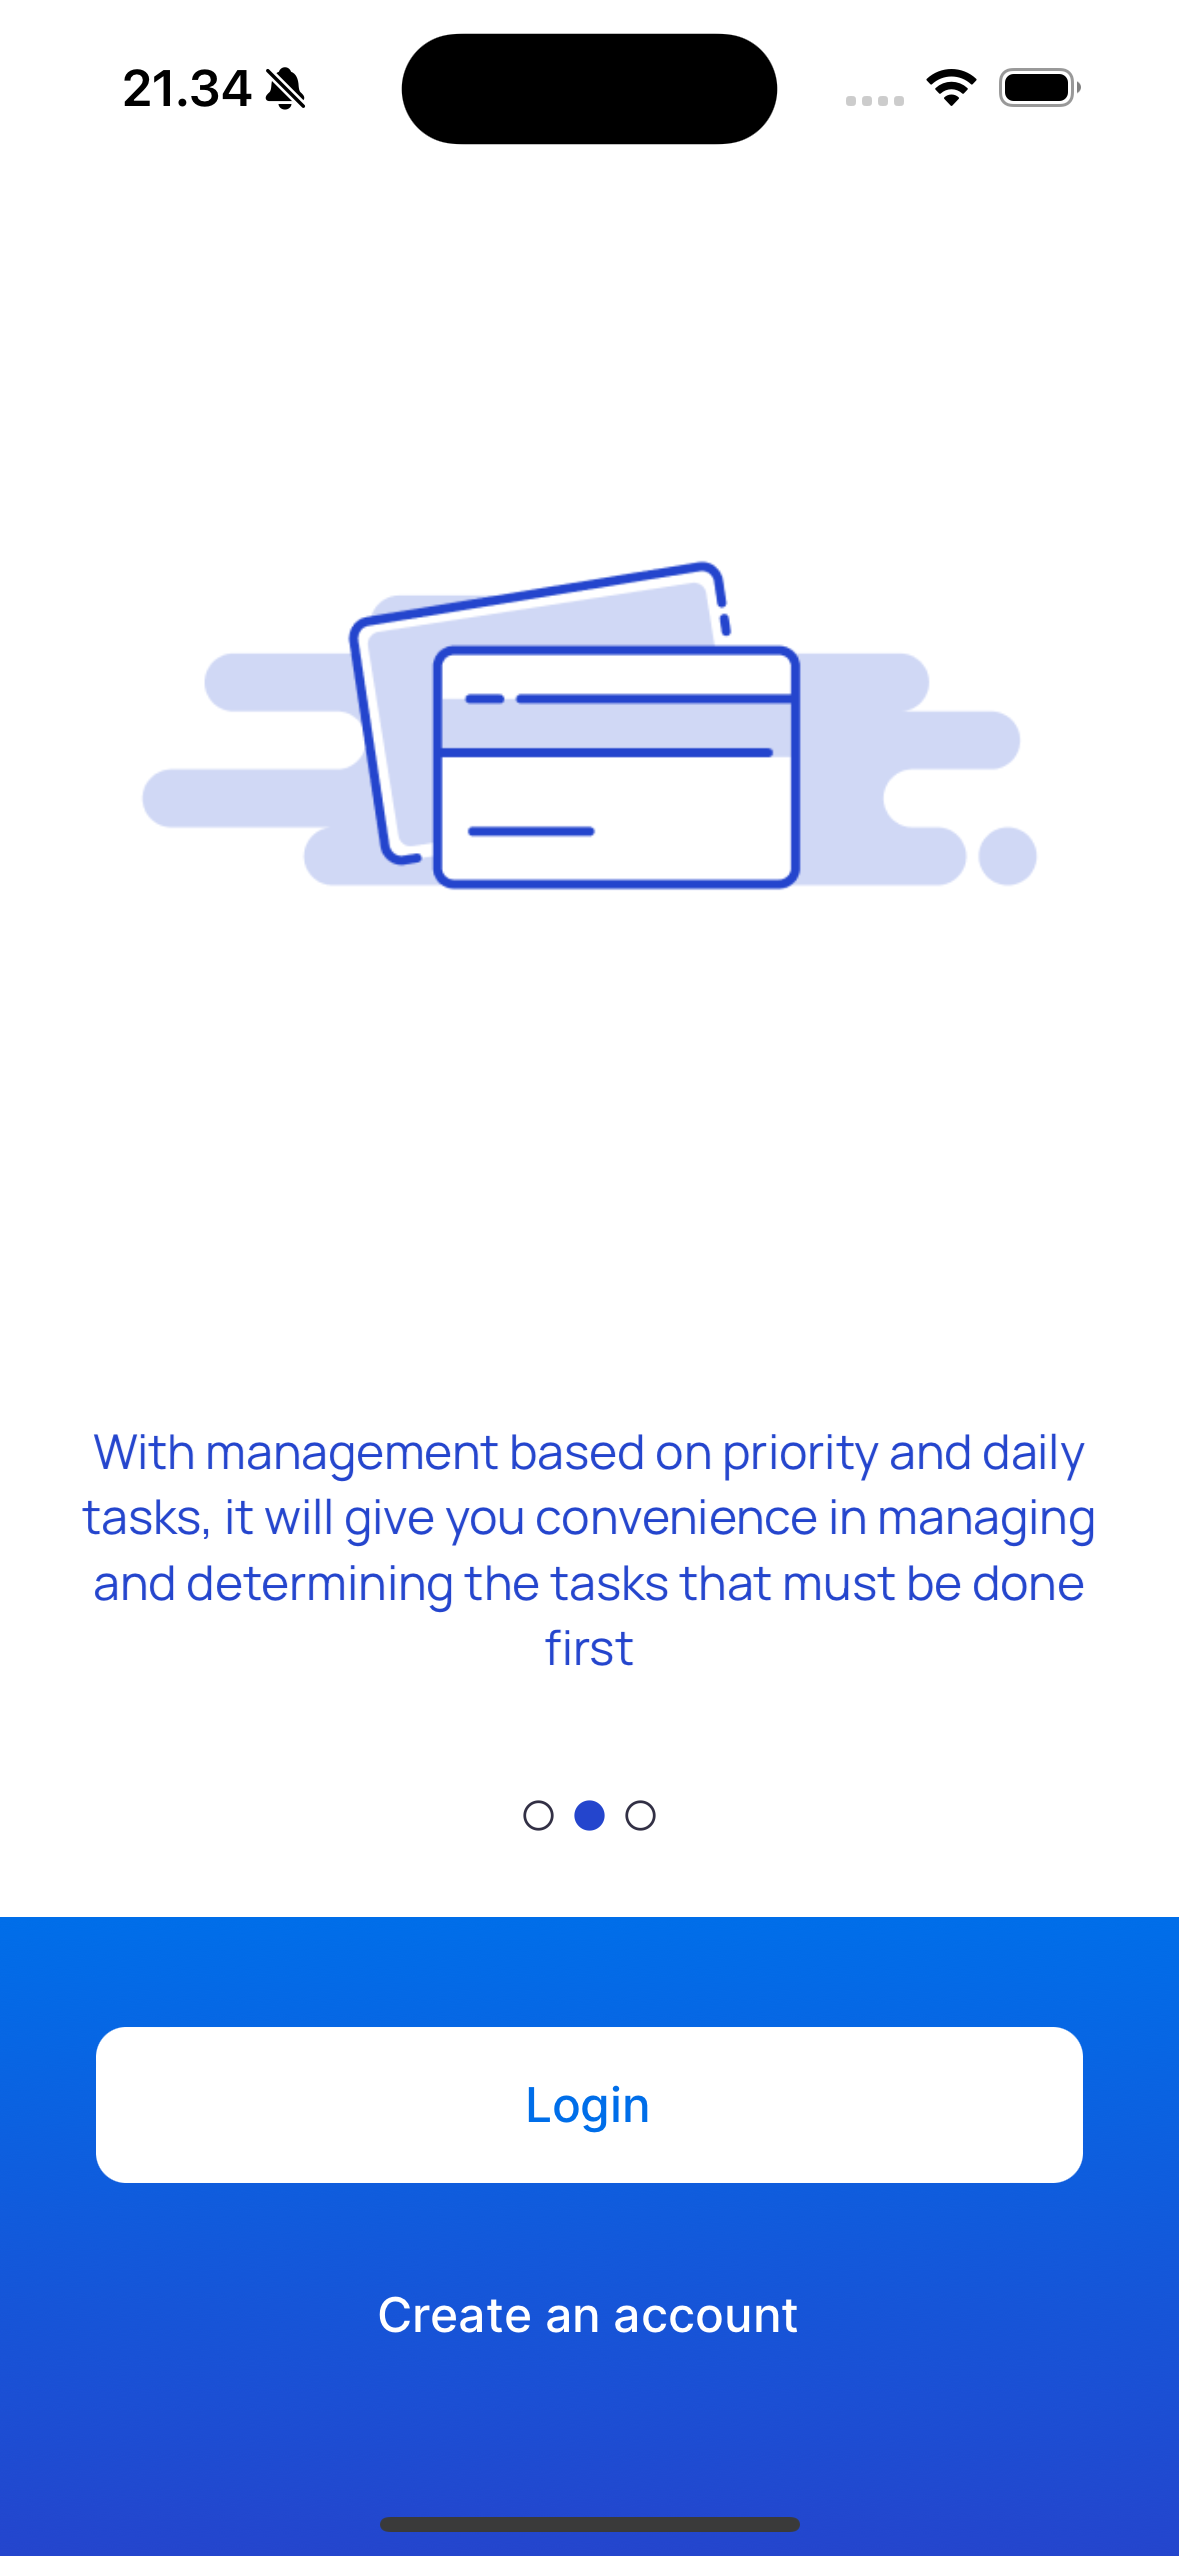 21.34
With management based on priority and daily
tasks, it will give you convenience in managing
and determining the tasks that must be done
first
Login
Create an account